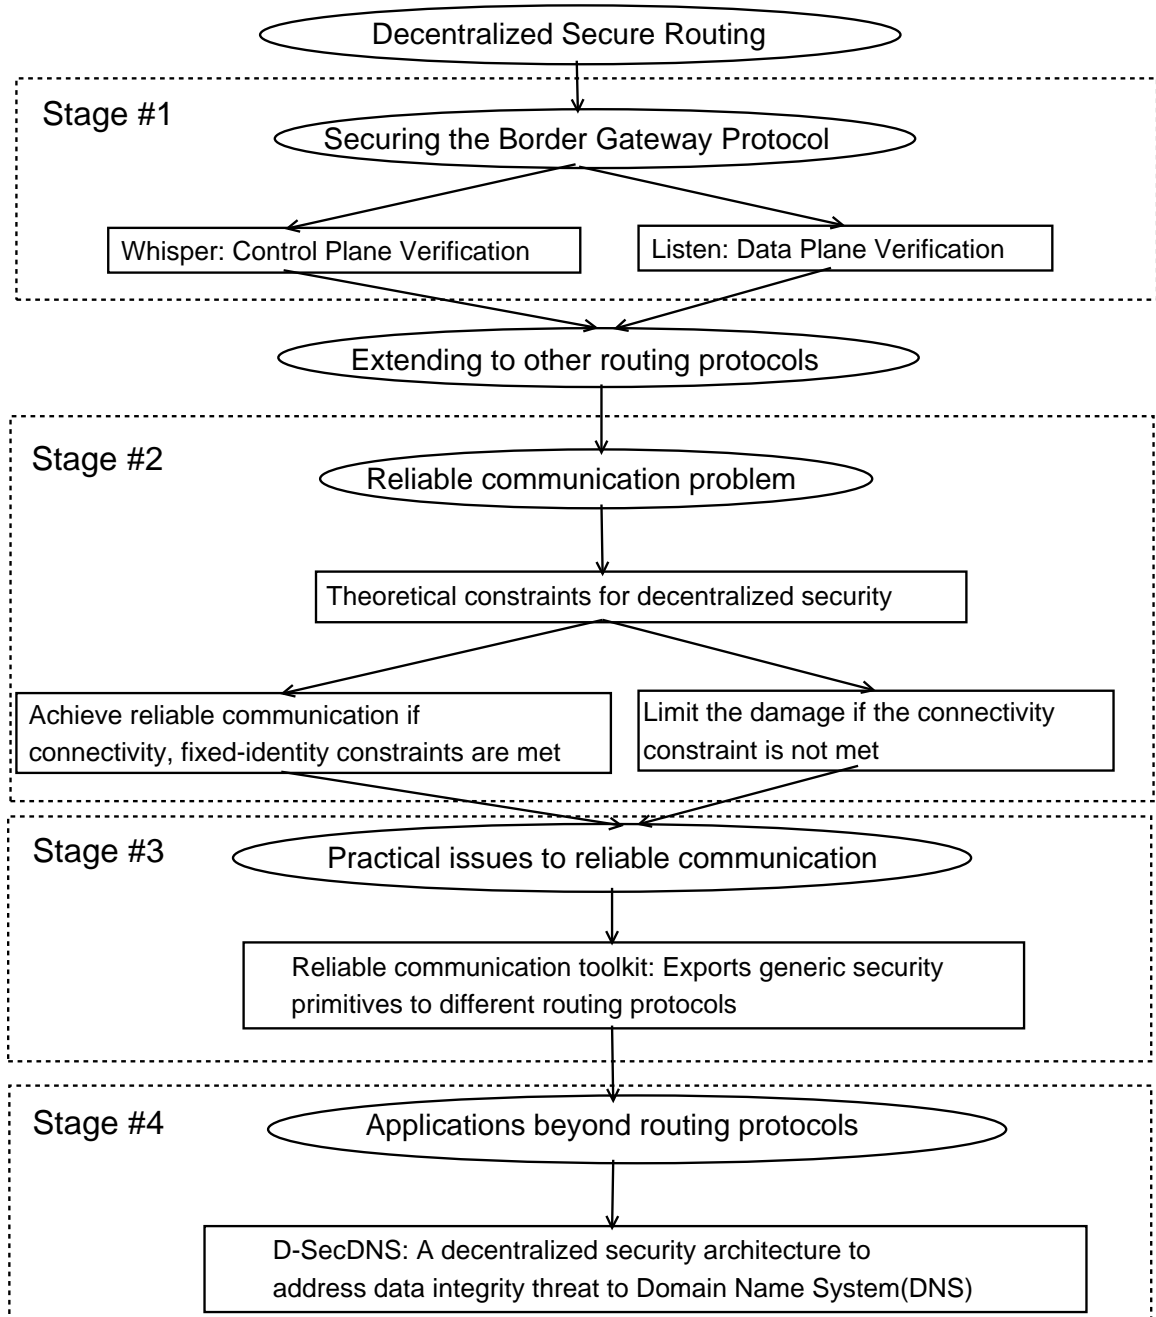 Decentralized Secure Routing
Stage #1
Securing the Border Gateway Protocol
Whisper: Control Plane Verification
Listen: Data Plane Verification
Extending to other routing protocols
Stage #2
Reliable communication problem
Theoretical constraints for decentralized security
Achieve reliable communication if
connectivity, fixed-identity constraints are met
Limit the damage if the connectivity
constraint is not met
Stage #3
Practical issues to reliable communication
Reliable communication toolkit: Exports generic security
primitives to different routing protocols
Stage #4
Applications beyond routing protocols
D-SecDNS: A decentralized security architecture to
address data integrity threat to Domain Name System(DNS)